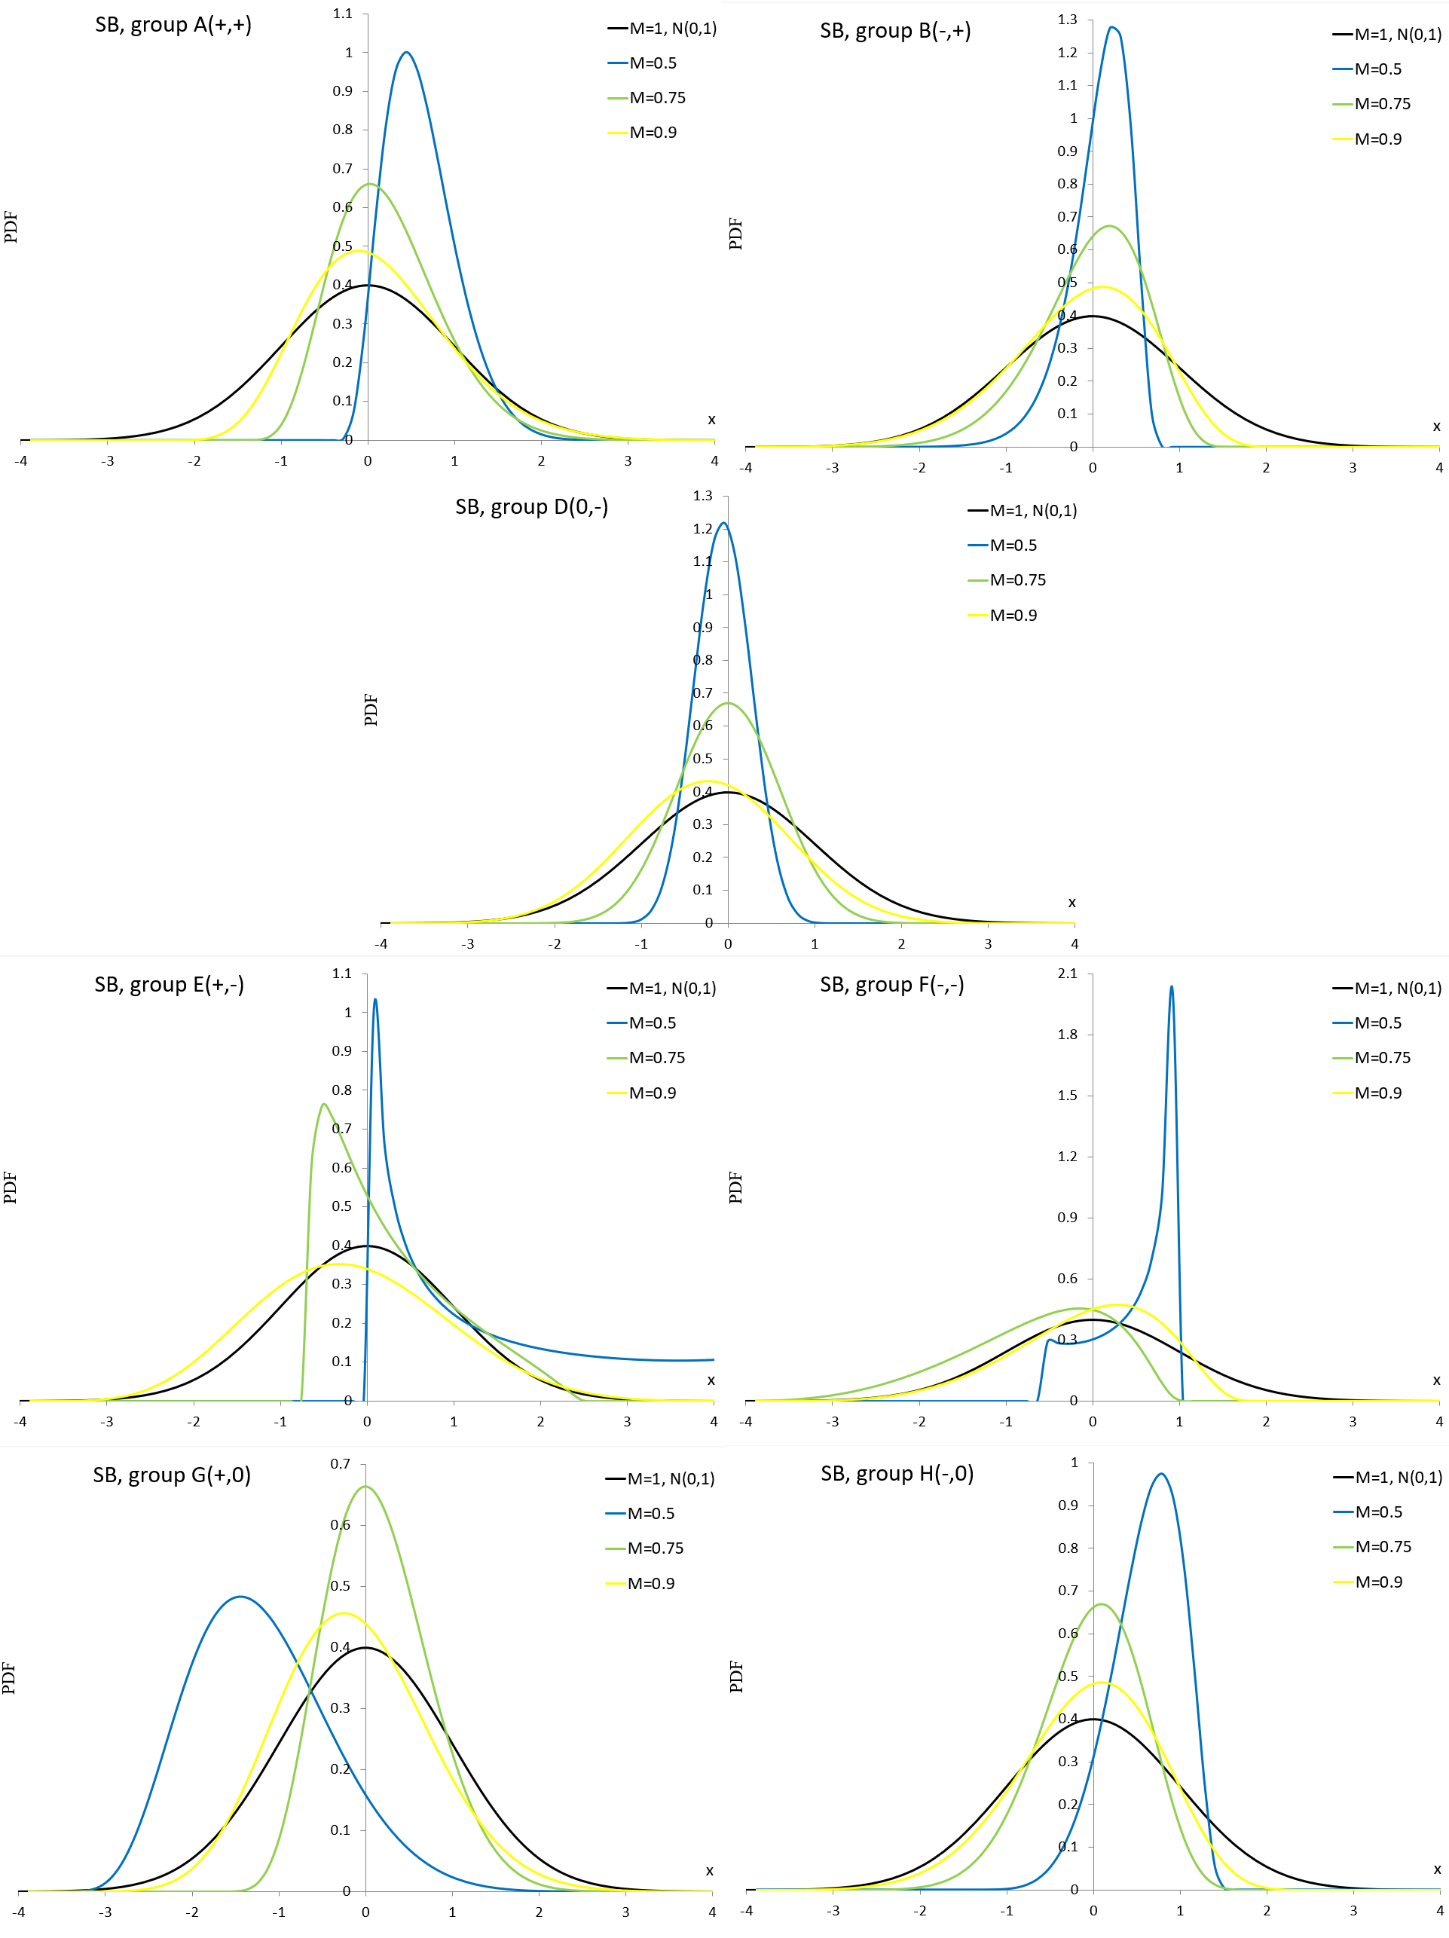 SB, group A(+,+)
M=1, N(0,1)
M=0.5
M=0.75
M=0.9
1.1
1
0.9
0.8
0.7
0.6
0.5
0.4
0.3
0.2
0.1
0
PDF
x
-4 -3 -2 -1 0 1 2 3 4
SB, group B(-,+)
M=1, N(0,1)
M=0.5
M=0.75
M=0.9
1.3
1.2
1.1
1
0.9
0.8
0.7
0.6
0.5
0.4
0.3
0.2
0.1
0
PDF
x
-4 -3 -2 -1 0 1 2 3 4
SB, group D(0,-)
M=1, N(0,1)
M=0.5
M=0.75
M=0.9
1.3
1.2
1.1
1
0.9
0.8
0.7
0.6
0.5
0.4
0.3
0.2
0.1
0
PDF
x
-4 -3 -2 -1 0 1 2 3 4
SB, group E(+,-)
M=1, N(0,1)
M=0.5
M=0.75
M=0.9
1.1
1
0.9
0.8
0.7
0.6
0.5
0.4
0.3
0.2
0.1
0
PDF
x
-4 -3 -2 -1 0 1 2 3 4
SB, group F(-,-)
M=1, N(0,1)
M=0.5
M=0.75
M=0.9
2.1
1.8
1.5
1.2
0.9
0.6
0.3
0
PDF
x
-4 -3 -2 -1 0 1 2 3 4
SB, group G(+,0)
M=1, N(0,1)
M=0.5
M=0.75
M=0.9
0.7
0.6
0.5
0.4
0.3
0.2
0.1
0
PDF
x
-4 -3 -2 -1 0 1 2 3 4
SB, group H(-,0)
M=1, N(0,1)
M=0.5
M=0.75
M=0.9
1
0.9
0.8
0.7
0.6
0.5
0.4
0.3
0.2
0.1
0
PDF
x
-4 -3 -2 -1 0 1 2 3 4